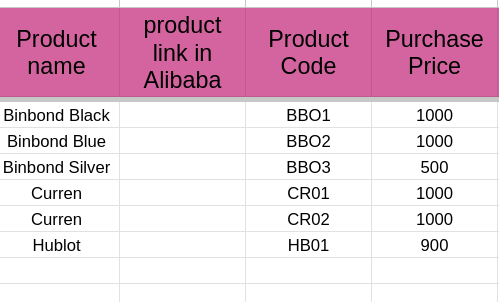 Product name
product link in Alibaba
Product Code
Purchase Price
Binbond Black BBO1 1000
Binbond Blue BBO2 1000
Binbond Silver BBO3 500
Curren CR01 1000
Curren CR02 1000
Hublot HB01 900